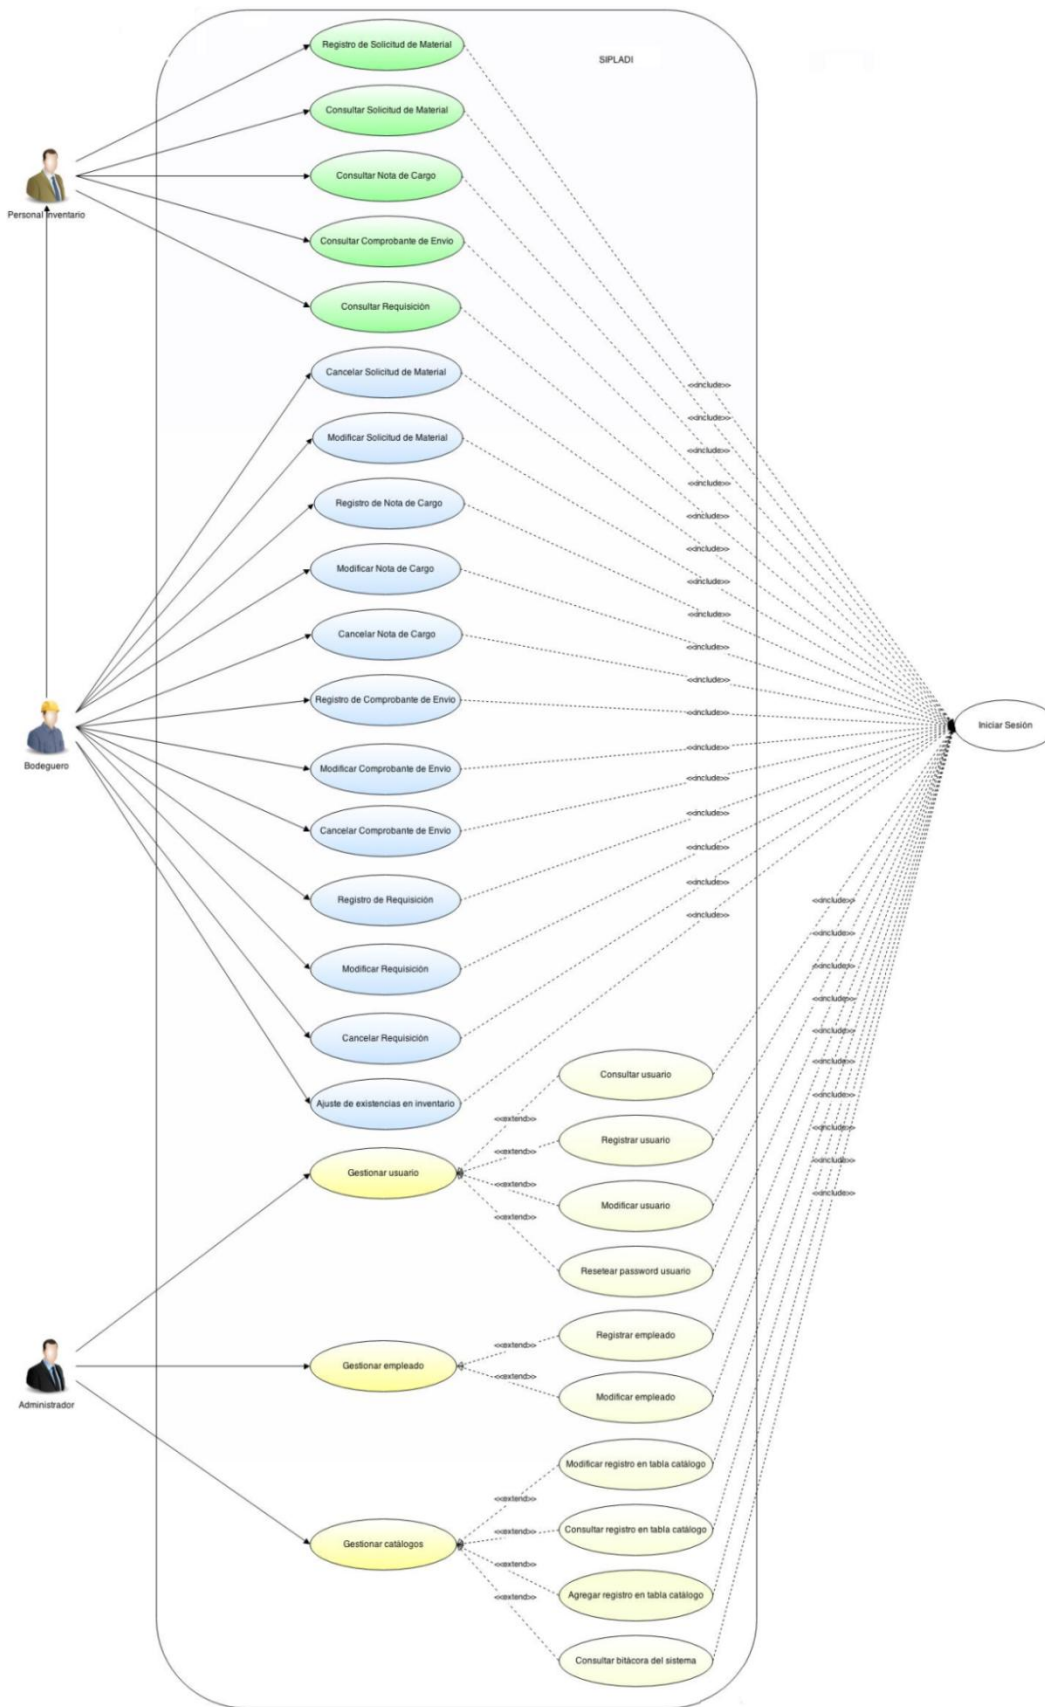 SIPLADI
Registro de Solicitud de Material
Consultar Solicitud de Material
Consultar Nota de Cargo
Personal Inventario
Consultar Comprobante de Envío
Consultar Requisición
Cancelar Solicitud de Material
<<include>>
<<include>>
Modificar Solicitud de Material
<<include>>
<<include>>
Registro de Nota de Cargo
<<include>>
<<include>>
Modificar Nota de Cargo
<<include>>
<<include>>
Cancelar Nota de Cargo
<<include>>
<<include>>
Registro de Comprobante de Envío
<<include>>
Iniciar Sesión
Bodeguero
Modificar Comprobante de Envío
<<include>>
<<include>>
Cancelar Comprobante de Envío
<<include>>
<<include>>
Registro de Requisición
<<include>>
<<include>>
<<include>>
<<include>>
Modificar Requisición
<<include>>
<<include>>
Cancelar Requisición
<<include>>
<<include>>
Consultar usuario
<<include>>
Ajuste de existencias en inventario
<<extend>>
<<include>>
Registrar usuario
<<extend>>
<<include>>
Gestionar usuario
<<extend>>
<<include>>
Modificar usuario
<<extend>>
Resetear password usuario
Registrar empleado
<<extend>>
Gestionar empleado
<<extend>>
Modificar empleado
Administrador
Modificar registro en tabla catálogo
<<extend>>
Consultar registro en tabla catálogo
<<extend>>
Gestionar catálogos
<<extend>>
Agregar registro en tabla catálogo
<<extend>>
Consultar bitácora del sistema